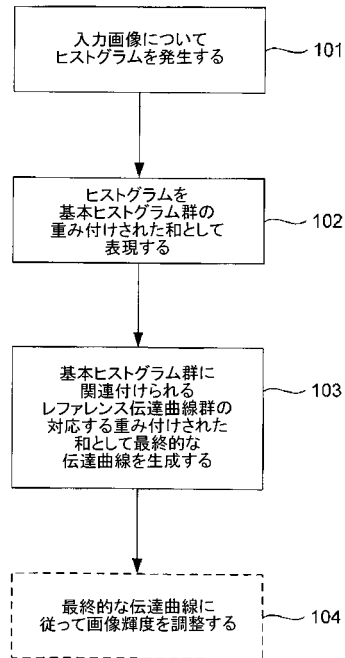 入力画像について
ヒストグラムを発生する
101
ヒストグラムを
基本ヒストグラム群の
重み付けされた和として
表現する
102
基本ヒストグラム群に
関連付けられる
レファレンス伝達曲線群の
対応する重み付けされた
和として最終的な
伝達曲線を生成する
103
最終的な伝達曲線に
従って画像輝度を調整する
104